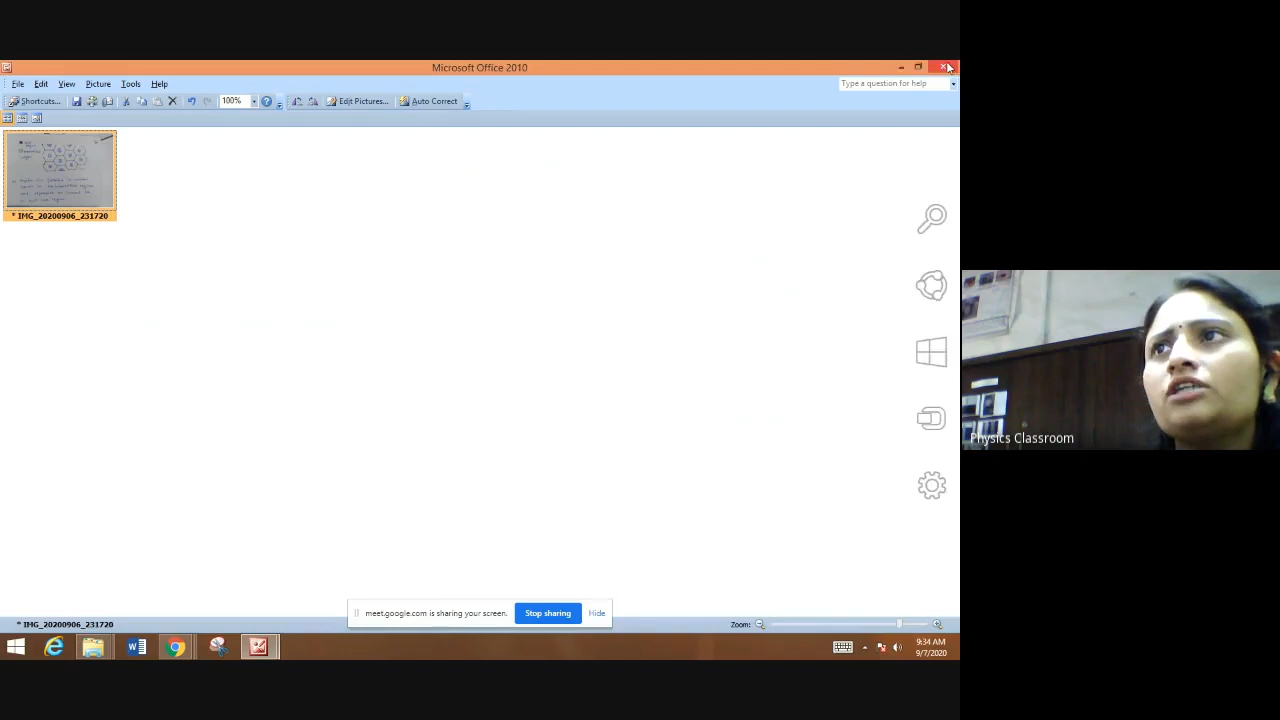 Microsoft Office 2010
File Edit View Picture Tools Help
Type a question for help
Shortcuts... 100% Edit Pictures... Auto Correct
* IMG_20200906_231720
Physics Classroom
meet.google.com is sharing your screen. Stop sharing Hide
* IMG_20200906_231720 Zoom:
9:34 AM
9/7/2020